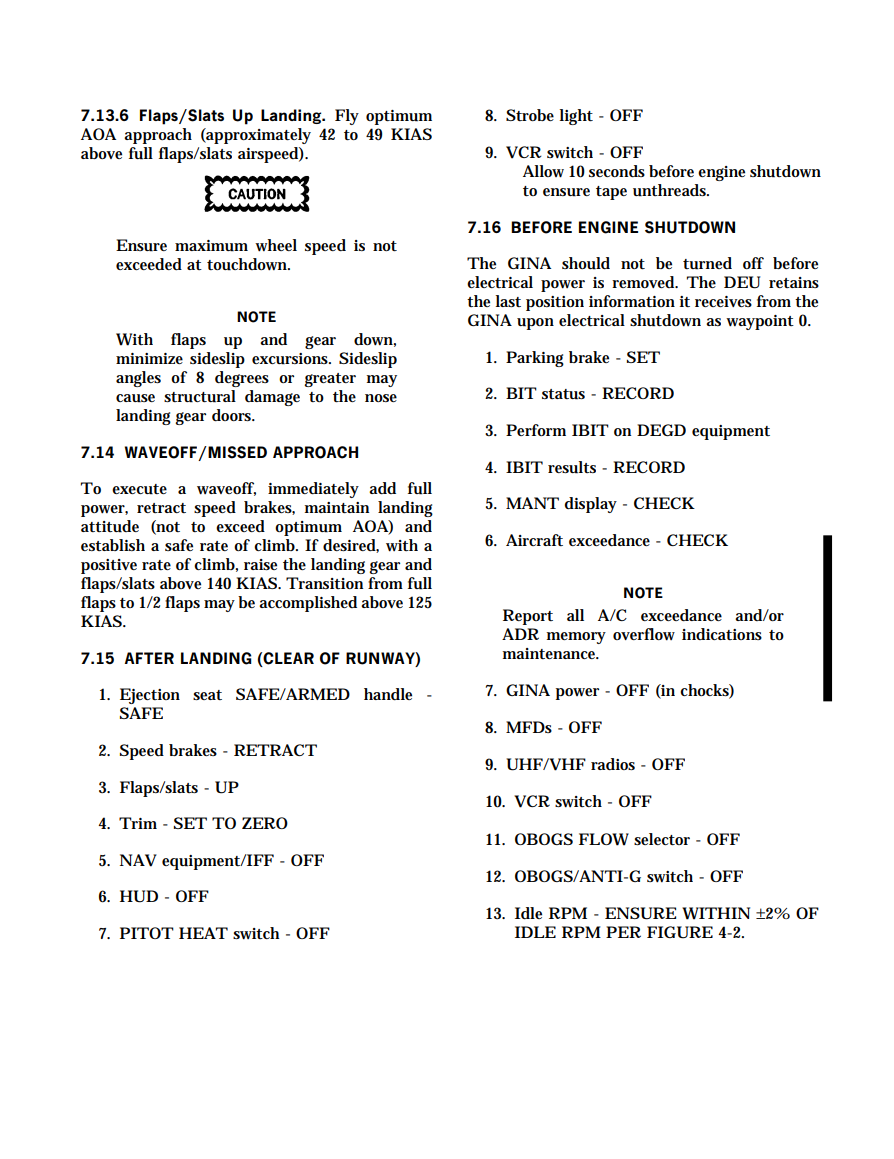 7.13.6 Flaps/Slats Up Landing. Fly optimum
AOA approach (approximately 42 to 49 KIAS
above full flaps/slats airspeed).
CAUTION
Ensure maximum wheel speed is not
exceeded at touchdown.
NOTE
With flaps up and gear down,
minimize sideslip excursions. Sideslip
angles of 8 degrees or greater may
cause structural damage to the nose
landing gear doors.
7.14 WAVEOFF/MISSED APPROACH
To execute a waveoff, immediately add full
power, retract speed brakes, maintain landing
attitude (not to exceed optimum AOA) and
establish a safe rate of climb. If desired, with a
positive rate of climb, raise the landing gear and
flaps/slats above 140 KIAS. Transition from full
flaps to 1/2 flaps may be accomplished above 125
KIAS.
7.15 AFTER LANDING (CLEAR OF RUNWAY)
1. Ejection seat SAFE/ARMED handle -
SAFE
2. Speed brakes - RETRACT
3. Flaps/slats - UP
4. Trim - SET TO ZERO
5. NAV equipment/IFF - OFF
6. HUD - OFF
7. PITOT HEAT switch - OFF
8. Strobe light - OFF
9. VCR switch - OFF
Allow 10 seconds before engine shutdown
to ensure tape unthreads.
7.16 BEFORE ENGINE SHUTDOWN
The GINA should not be turned off before
electrical power is removed. The DEU retains
the last position information it receives from the
GINA upon electrical shutdown as waypoint 0.
1. Parking brake - SET
2. BIT status - RECORD
3. Perform IBIT on DEGD equipment
4. IBIT results - RECORD
5. MANT display - CHECK
6. Aircraft exceedance - CHECK
NOTE
Report all A/C exceedance and/or
ADR memory overflow indications to
maintenance.
7. GINA power - OFF (in chocks)
8. MFDs - OFF
9. UHF/VHF radios - OFF
10. VCR switch - OFF
11. OBOGS FLOW selector - OFF
12. OBOGS/ANTI-G switch - OFF
13. Idle RPM - ENSURE WITHIN ±2% OF
IDLE RPM PER FIGURE 4-2.